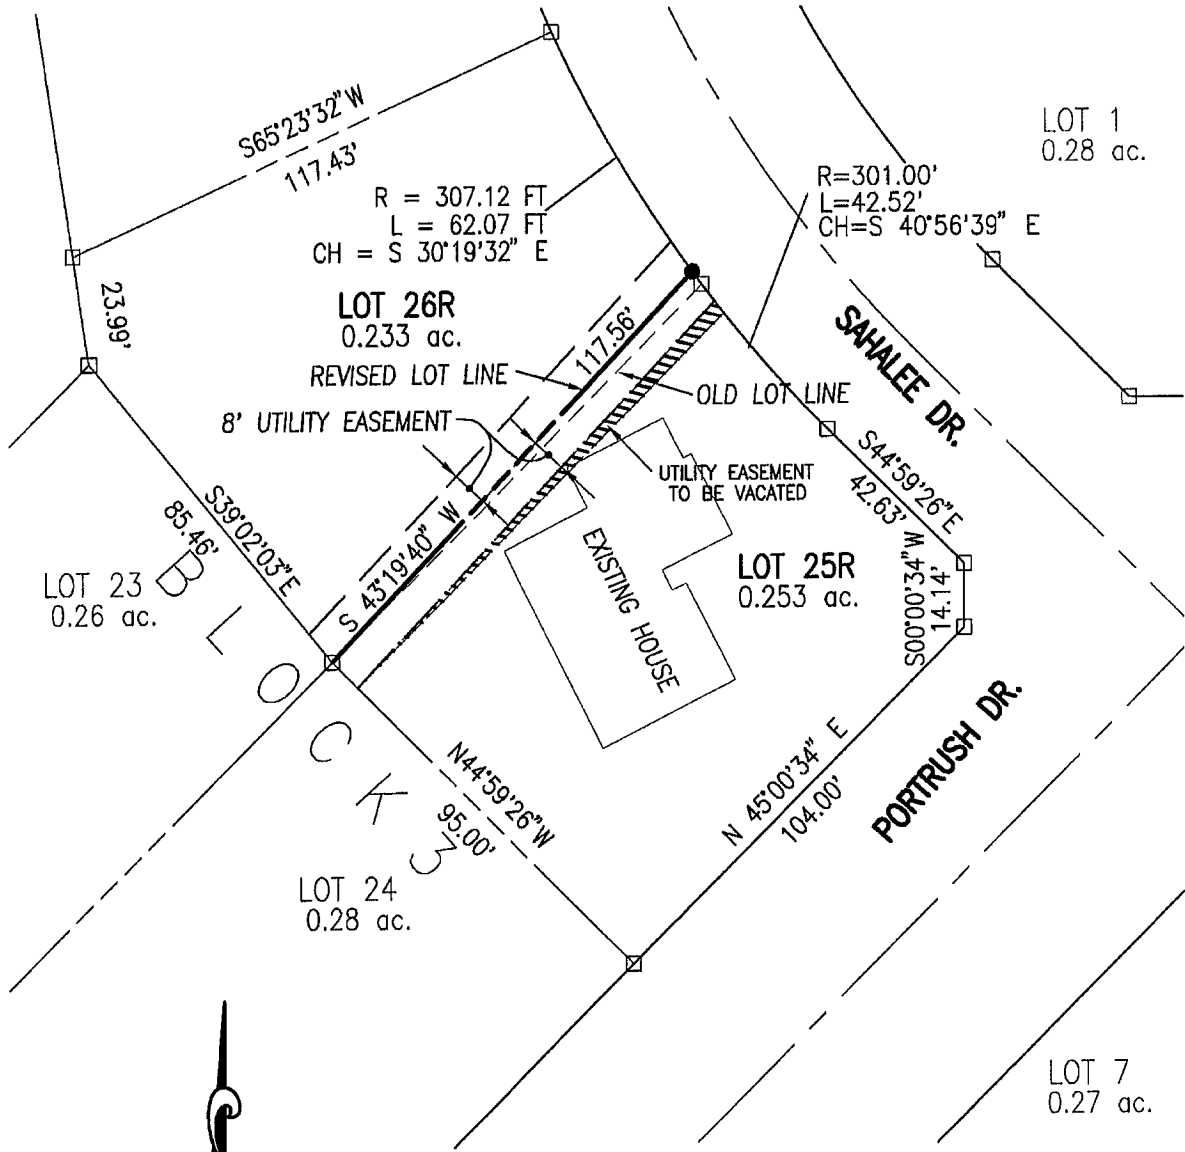 S65°23'32"W
117.43'
LOT 1
0.28 ac.
R = 307.12 FT
L = 62.07 FT
CH = S 30°19'32" E
R=301.00'
L=42.52'
CH=S 40°56'39" E
23.99'
LOT 26R
0.233 ac.
117.56'
SAHALEE DR.
REVISED LOT LINE
OLD LOT LINE
8' UTILITY EASEMENT
UTILITY EASEMENT
TO BE VACATED
S44°59'26"E
42.63'
S39°02'03"E
85.46'
S 43°19'40" W
EXISTING HOUSE
LOT 25R
0.253 ac.
S00°00'34"W
14.14'
LOT 23
0.26 ac.
BLOCK 3
N44°59'26"W
95.00'
N 45°00'34" E
104.00'
PORTRUSH DR.
LOT 24
0.28 ac.
LOT 7
0.27 ac.